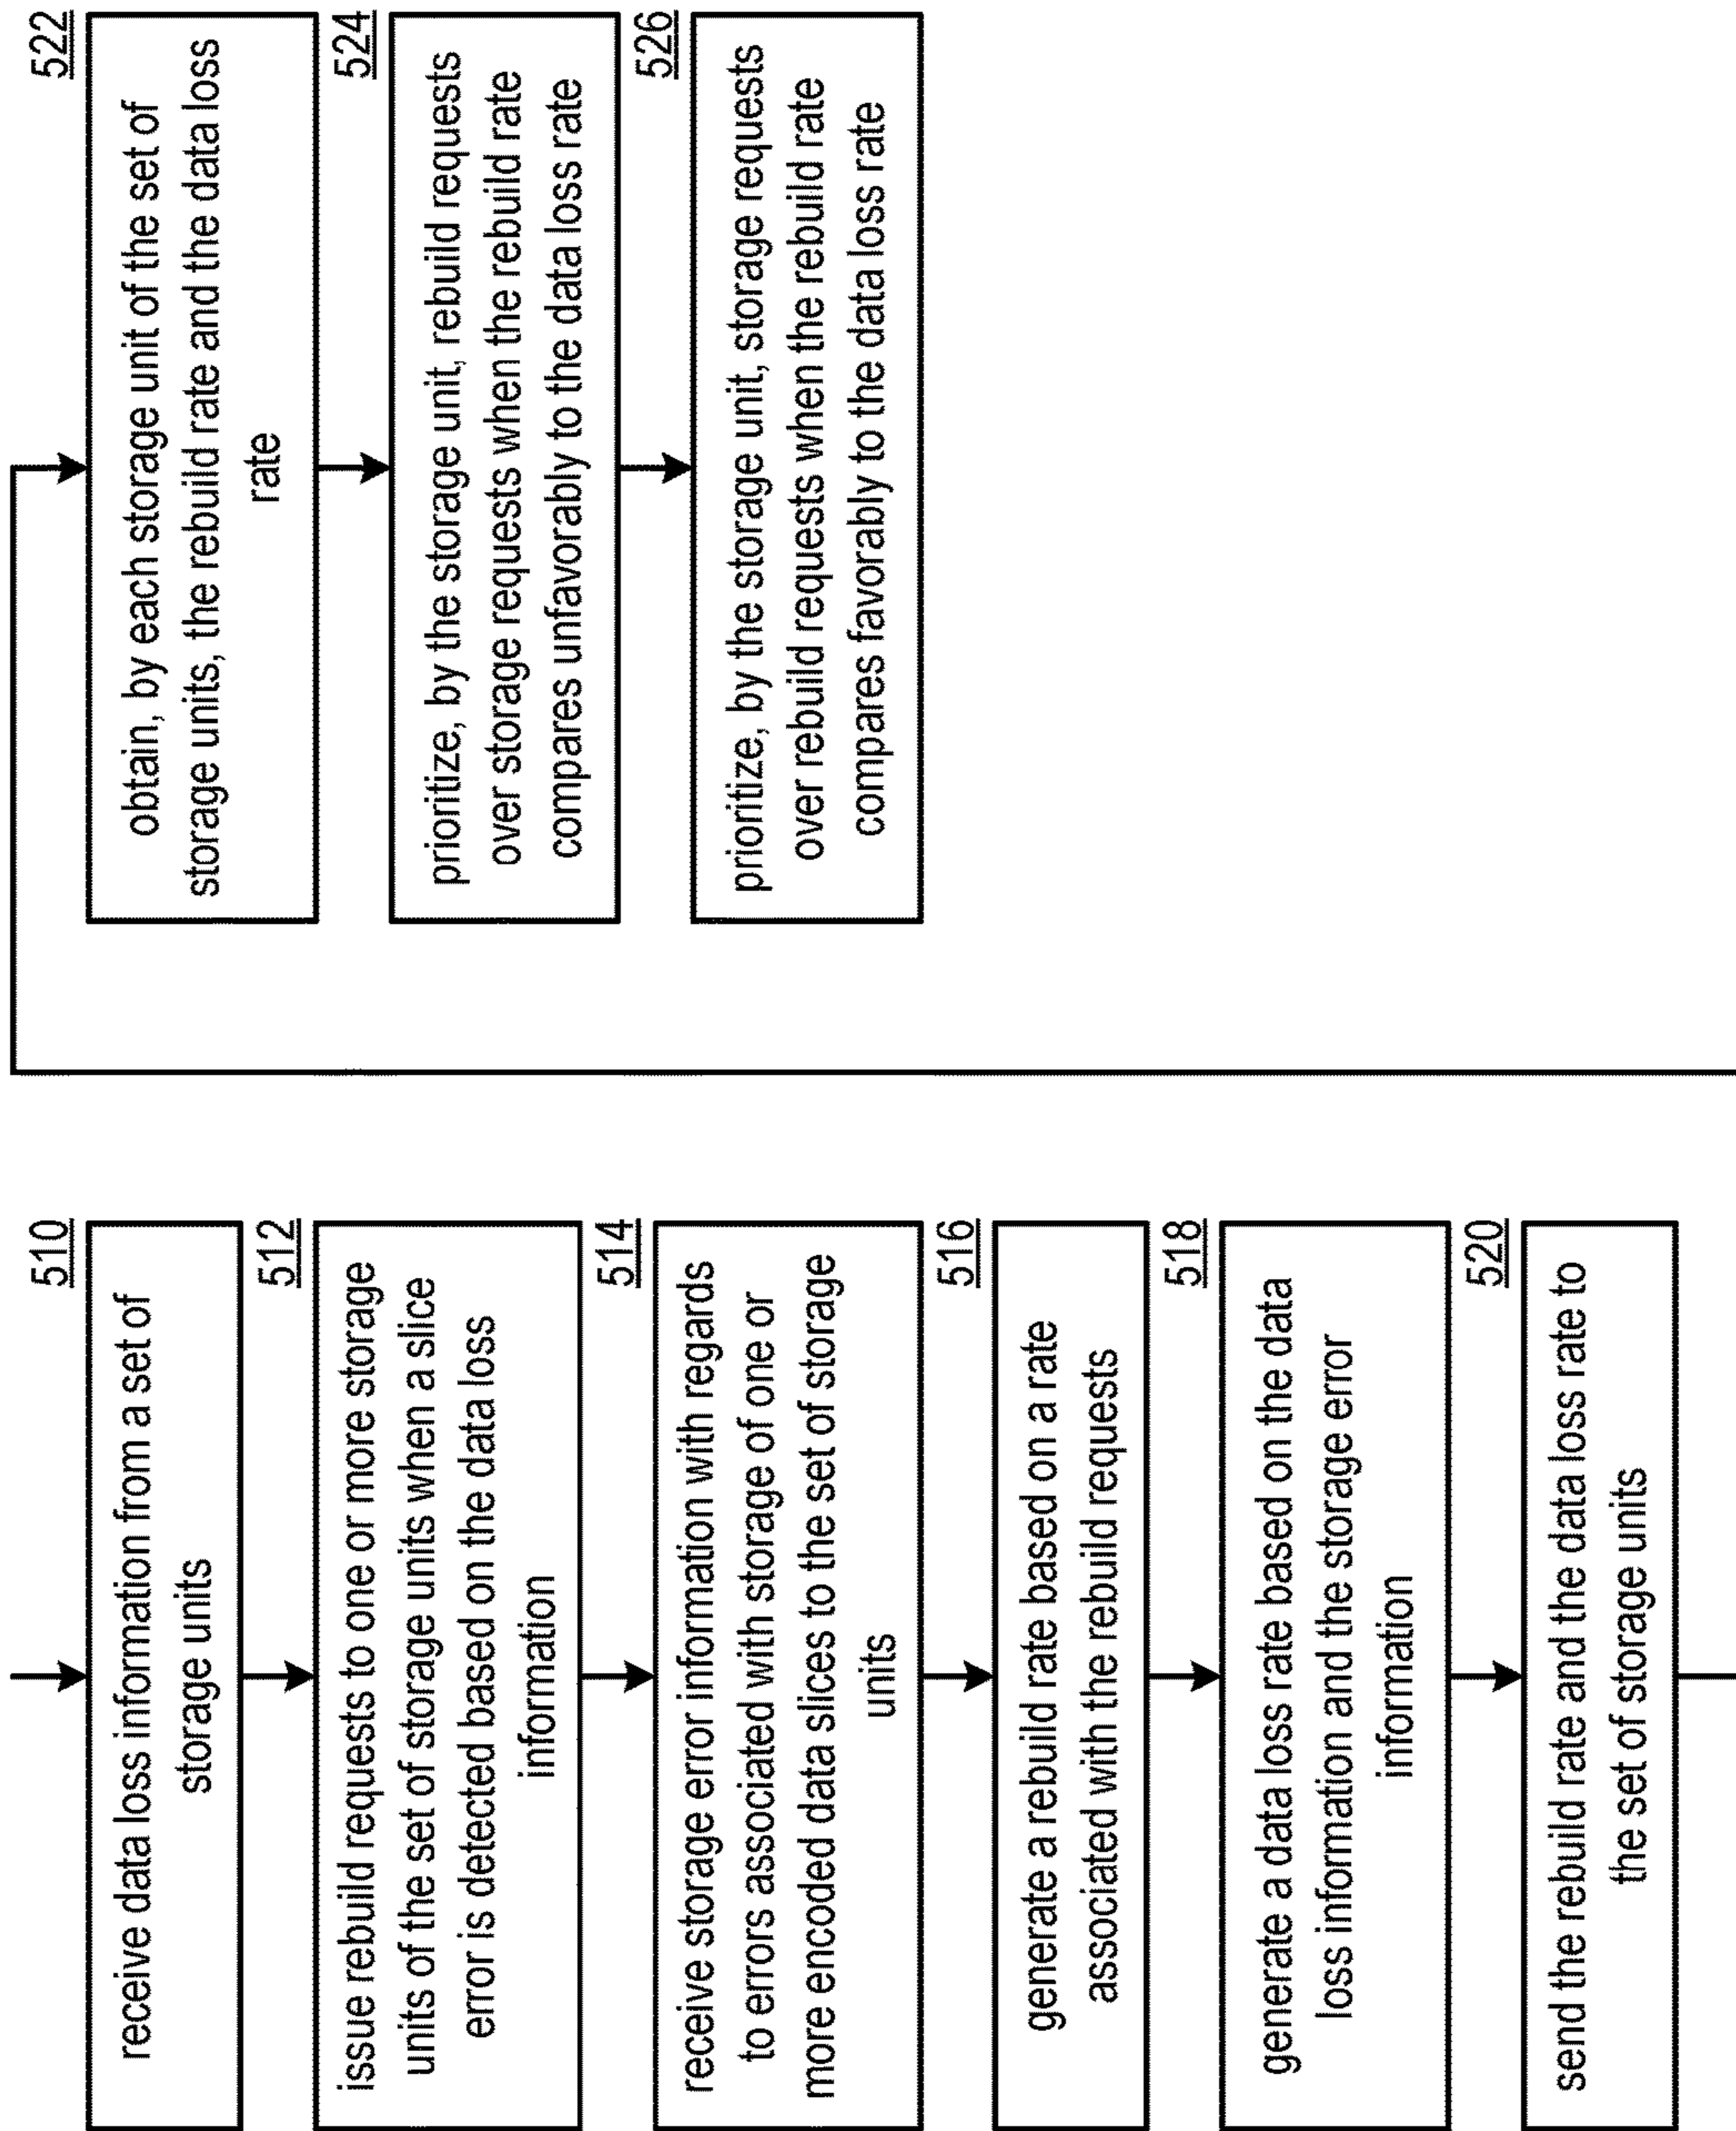 510
receive data loss information from a set of
storage units
512
issue rebuild requests to one or more storage
units of the set of storage units when a slice
error is detected based on the data loss
information
514
receive storage error information with regards
to errors associated with storage of one or
more encoded data slices to the set of storage
units
516
generate a rebuild rate based on a rate
associated with the rebuild requests
518
generate a data loss rate based on the data
loss information and the storage error
information
520
send the rebuild rate and the data loss rate to
the set of storage units
522
obtain, by each storage unit of the set of
storage units, the rebuild rate and the data loss
rate
524
prioritize, by the storage unit, rebuild requests
over storage requests when the rebuild rate
compares unfavorably to the data loss rate
526
prioritize, by the storage unit, storage requests
over rebuild requests when the rebuild rate
compares favorably to the data loss rate